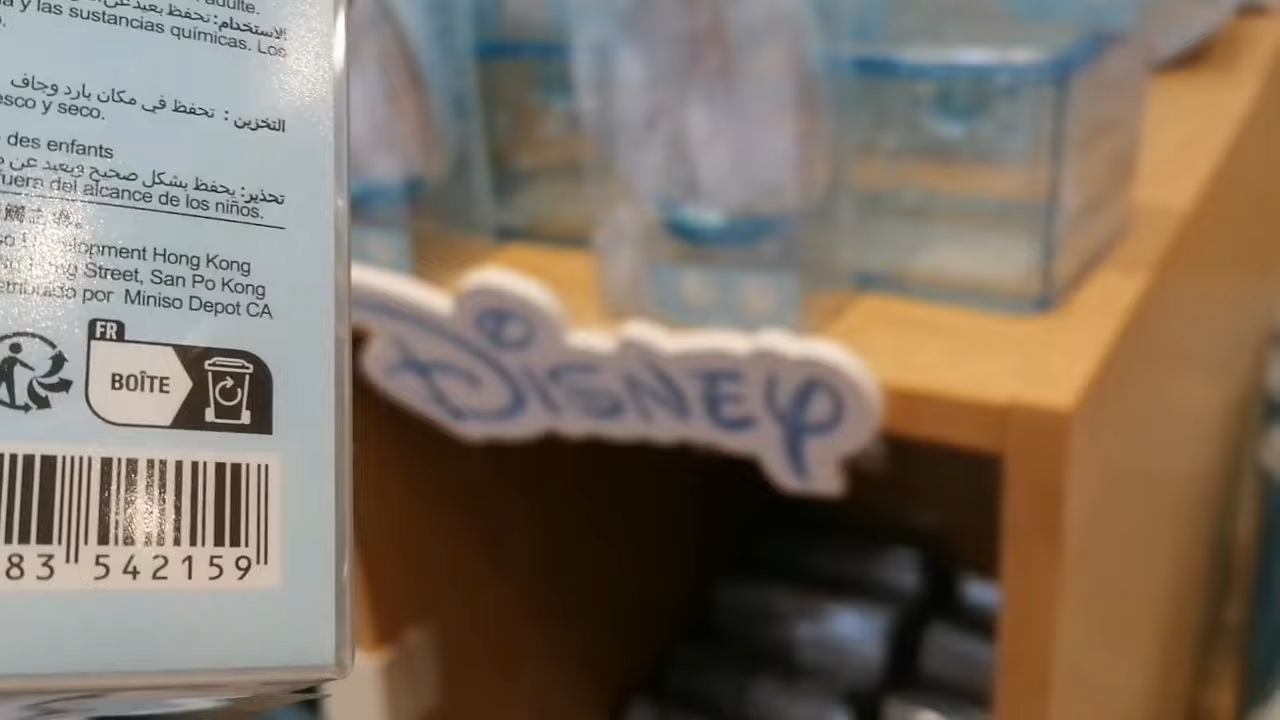 adulte.
الاستخدام: تحفظ بعيد عن
y las sustancias químicas. Los
التخزين : تحفظ في مكان بارد وجاف
esco y seco.
des enfants
تحذير: يحفظ بشكل صحيح وبعيد عن
fuera del alcance de los niños.
Development Hong Kong
Street, San Po Kong
por Miniso Depot CA
FR
BOÎTE
83 542159
DISNEY